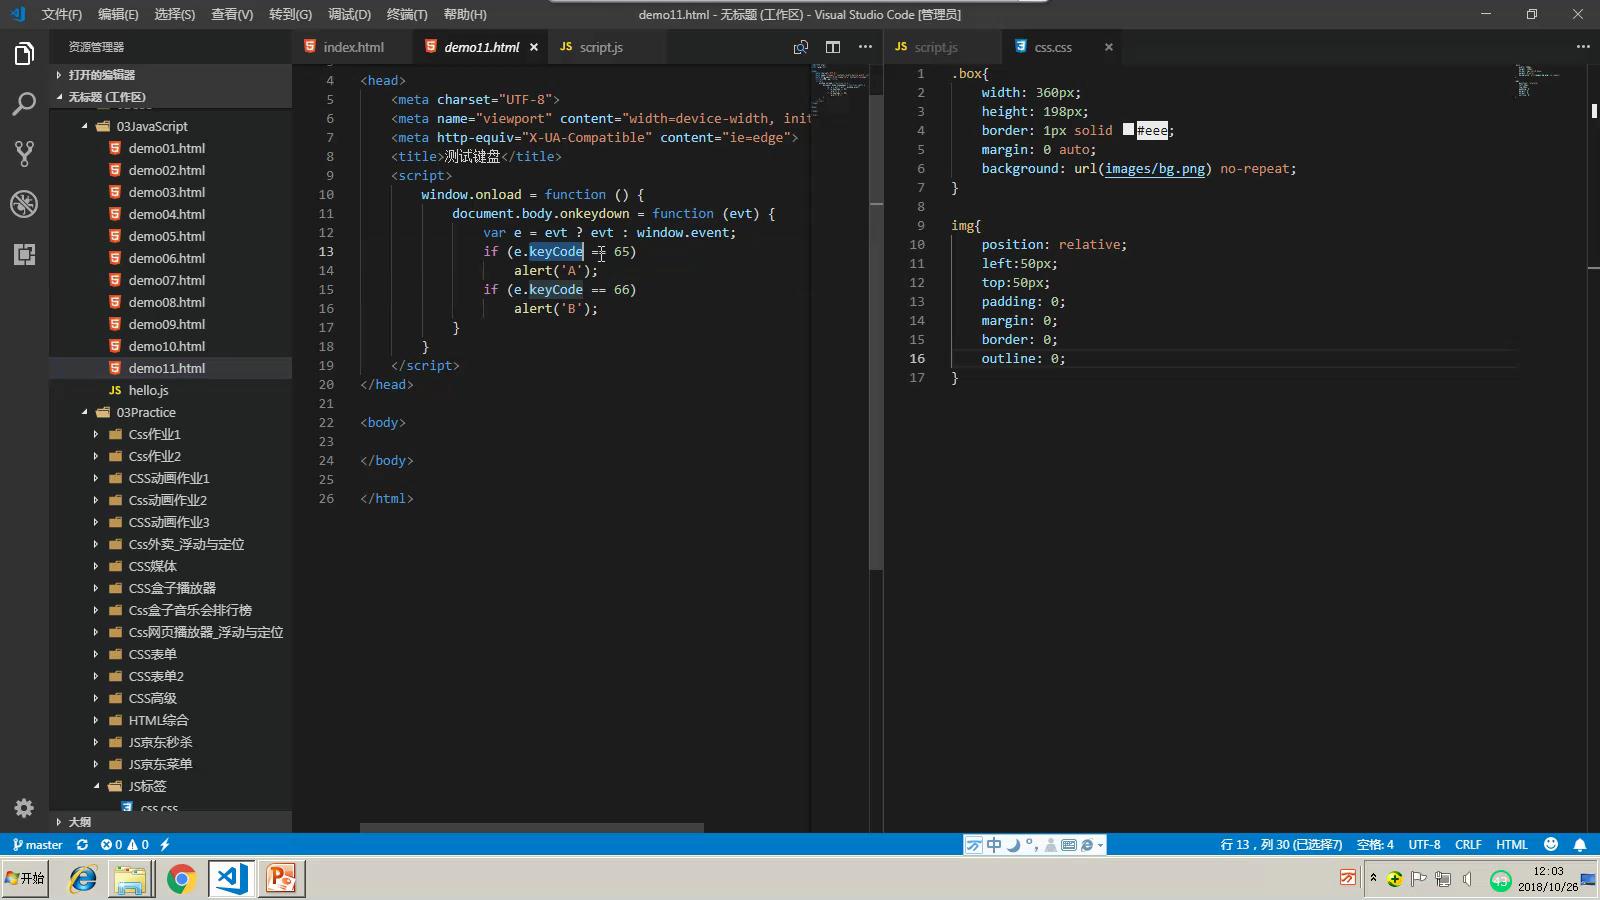 文件(F) 编辑(E) 选择(S) 查看(V) 转到(G) 调试(D) 终端(T) 帮助(H)
demo11.html - 无标题 (工作区) - Visual Studio Code [管理员]
资源管理器
打开的编辑器
无标题 (工作区)
03JavaScript
demo01.html
demo02.html
demo03.html
demo04.html
demo05.html
demo06.html
demo07.html
demo08.html
demo09.html
demo10.html
demo11.html
JS hello.js
03Practice
Css作业1
Css作业2
CSS动画作业1
Css动画作业2
CSS动画作业3
Css外卖_浮动与定位
CSS媒体
CSS盒子播放器
Css盒子音乐会排行榜
Css网页播放器_浮动与定位
CSS表单
CSS表单2
CSS高级
HTML综合
JS京东秒杀
JS京东菜单
JS标签
css.css
大纲
index.html demo11.html JS script.js
4 <head>
5 <meta charset="UTF-8">
6 <meta name="viewport" content="width=device-width, init
7 <meta http-equiv="X-UA-Compatible" content="ie=edge">
8 <title>测试键盘</title>
9 <script>
10 window.onload = function () {
11 document.body.onkeydown = function (evt) {
12 var e = evt ? evt : window.event;
13 if (e.keyCode == 65)
14 alert('A');
15 if (e.keyCode == 66)
16 alert('B');
17 }
18 }
19 </script>
20 </head>
21
22 <body>
23
24 </body>
25
26 </html>
JS script.js css.css
1 .box{
2 width: 360px;
3 height: 198px;
4 border: 1px solid #eee;
5 margin: 0 auto;
6 background: url(images/bg.png) no-repeat;
7 }
8
9 img{
10 position: relative;
11 left:50px;
12 top:50px;
13 padding: 0;
14 margin: 0;
15 border: 0;
16 outline: 0;
17 }
master 0 0 中 行 13，列 30 (已选择7) 空格: 4 UTF-8 CRLF HTML
开始 43 12:03
2018/10/26